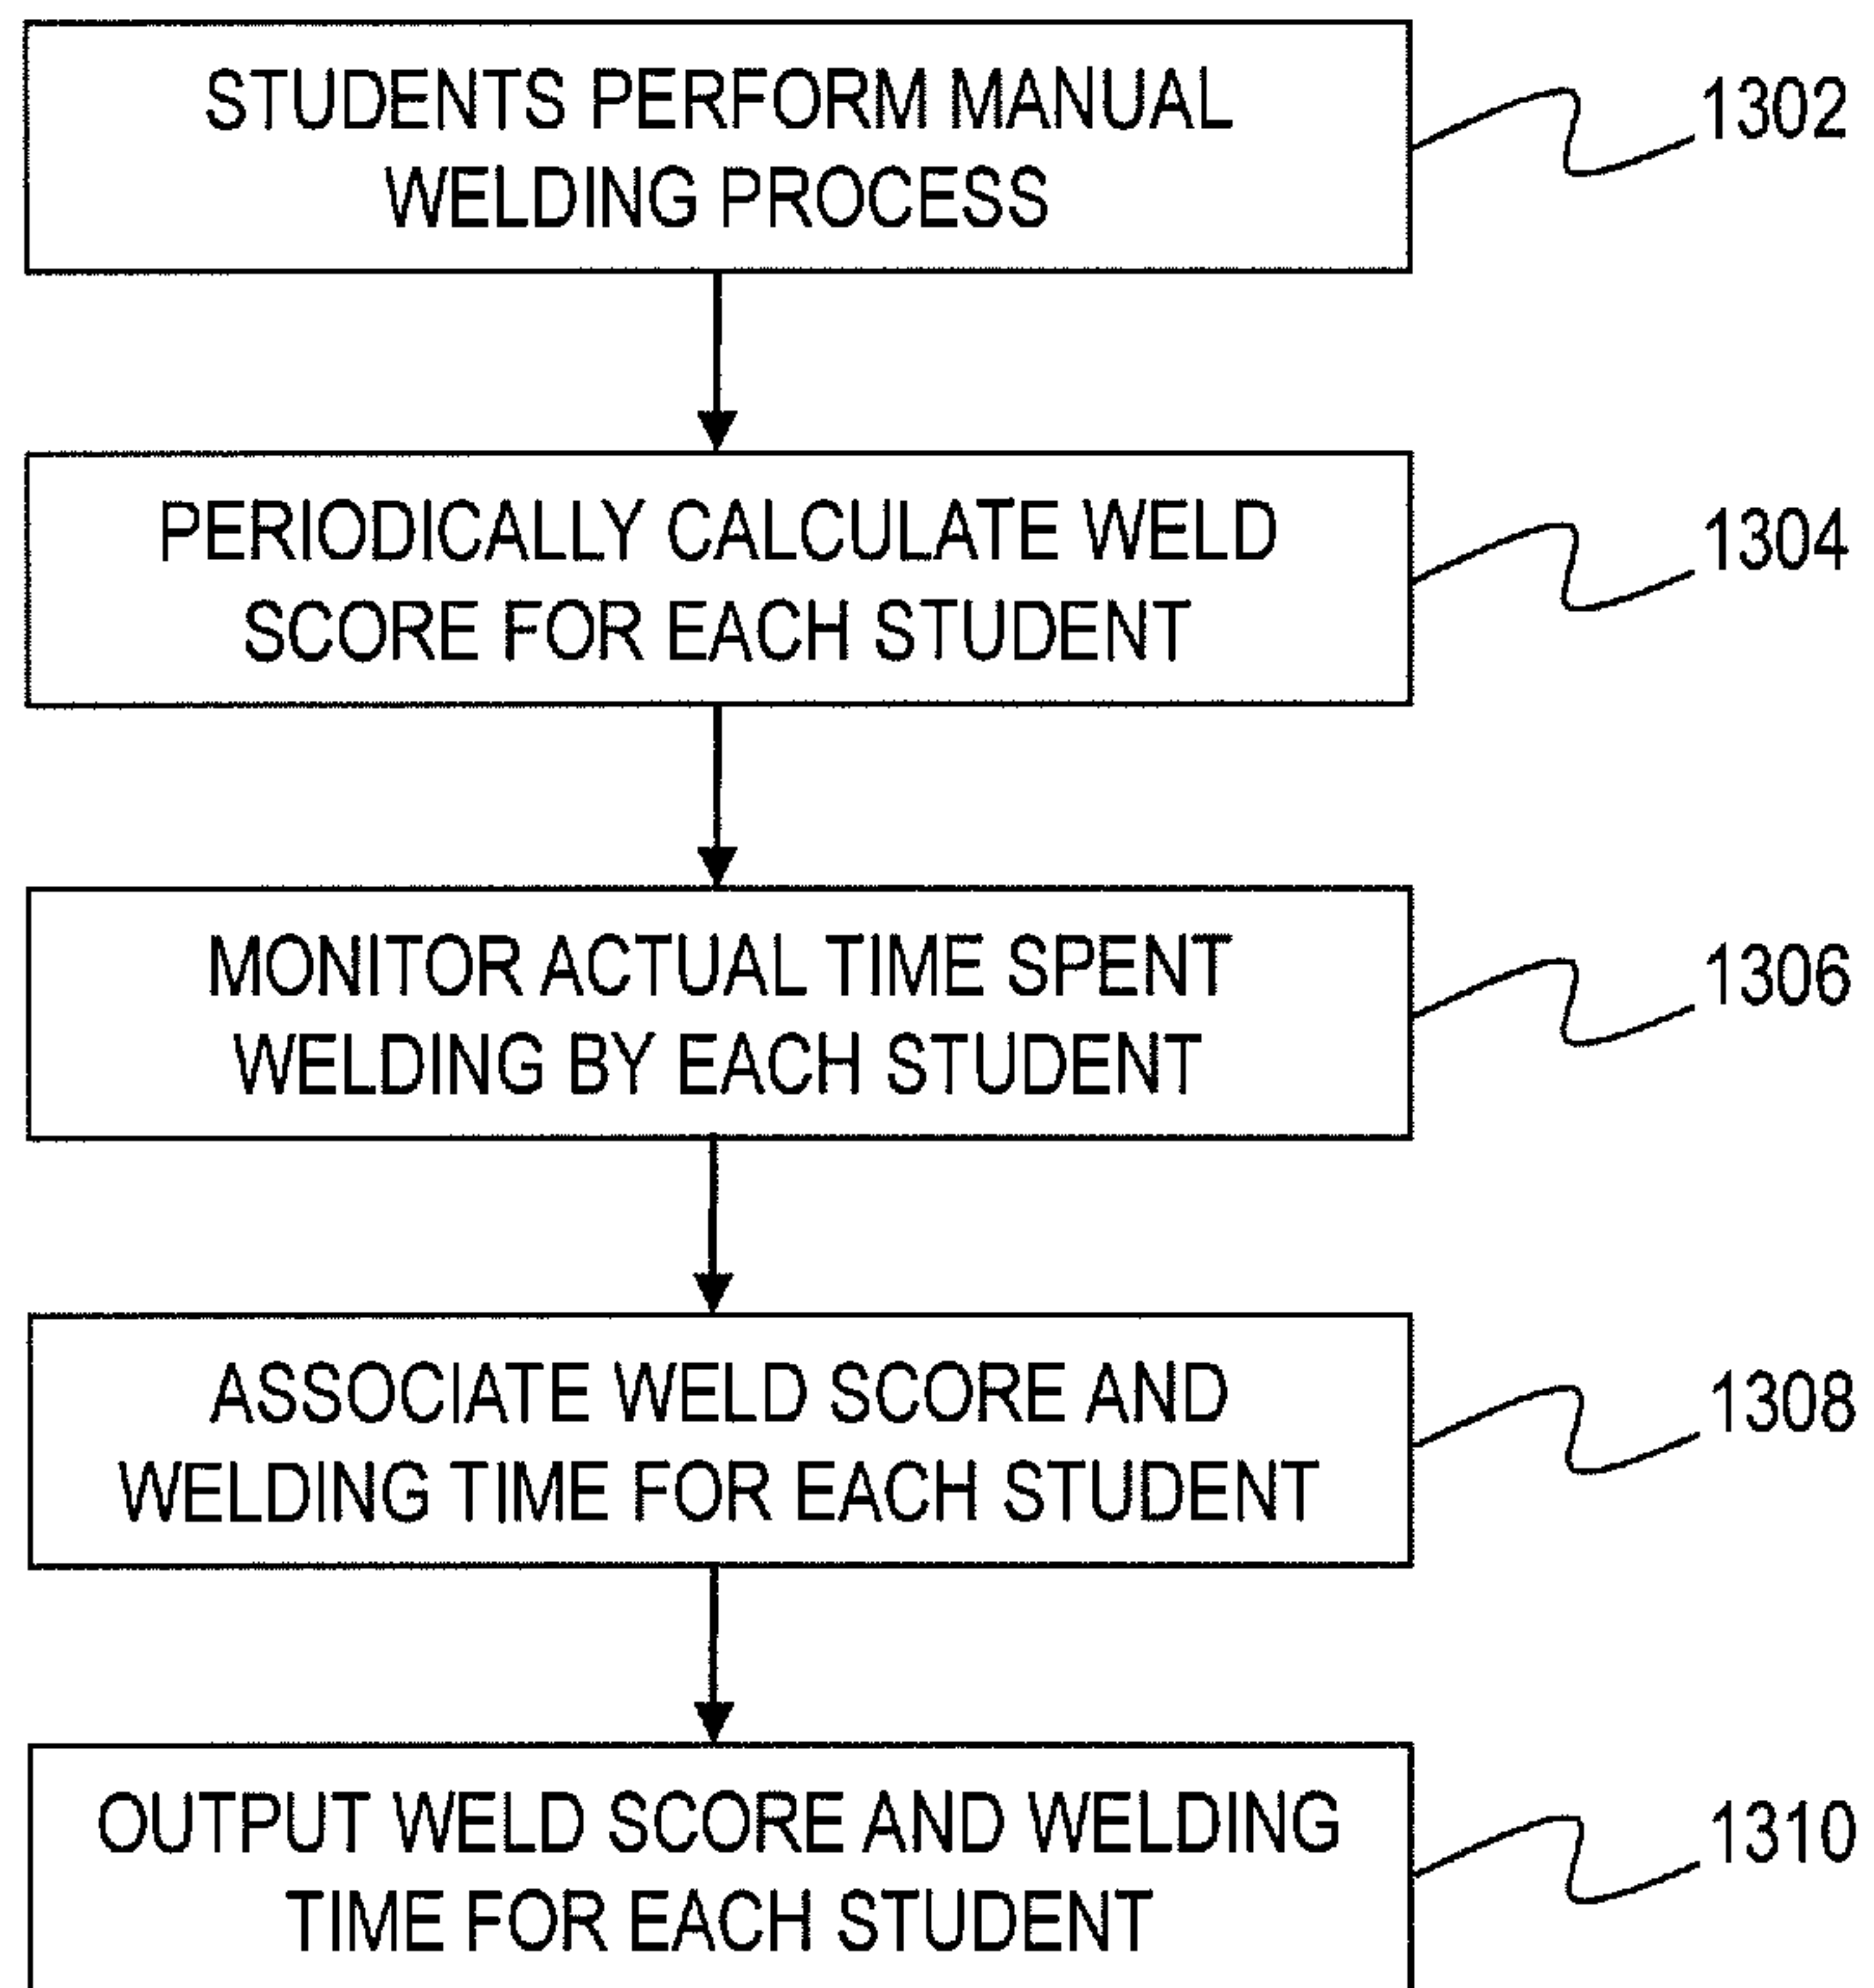 STUDENTS PERFORM MANUAL
WELDING PROCESS
1302
PERIODICALLY CALCULATE WELD
SCORE FOR EACH STUDENT
1304
MONITOR ACTUAL TIME SPENT
WELDING BY EACH STUDENT
1306
ASSOCIATE WELD SCORE AND
WELDING TIME FOR EACH STUDENT
1308
OUTPUT WELD SCORE AND WELDING
TIME FOR EACH STUDENT
1310